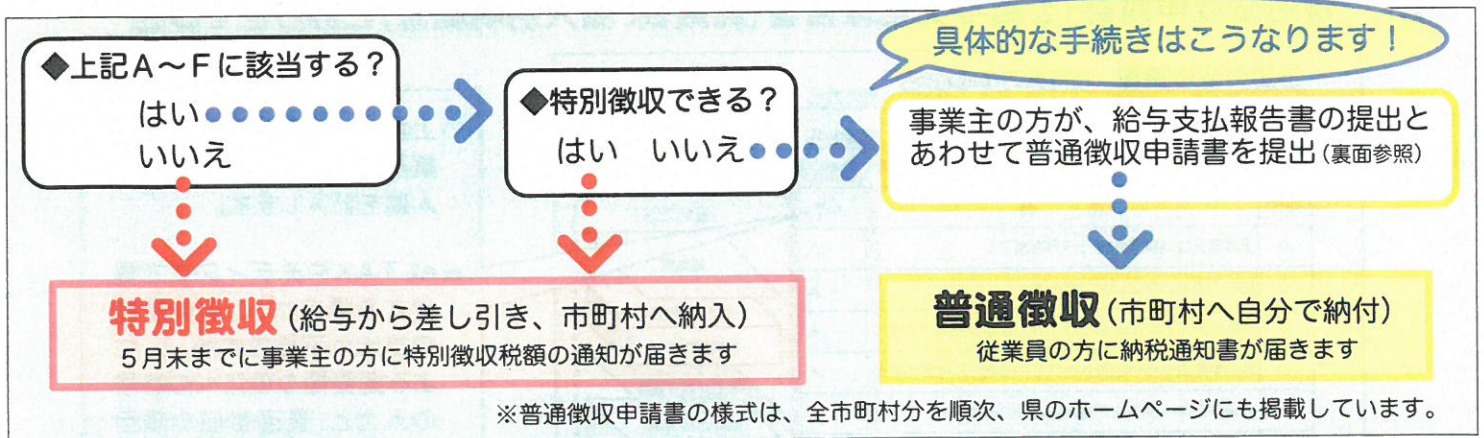 具体的な手続きはこうなります！
◆上記A～Fに該当する？
はい
いいえ
◆特別徴収できる？
はい　いいえ
事業主の方が、給与支払報告書の提出と
あわせて普通徴収申請書を提出（裏面参照）
特別徴収（給与から差し引き、市町村へ納入）
５月末までに事業主の方に特別徴収税額の通知が届きます
普通徴収（市町村へ自分で納付）
従業員の方に納税通知書が届きます
※普通徴収申請書の様式は、全市町村分を順次、県のホームページにも掲載しています。